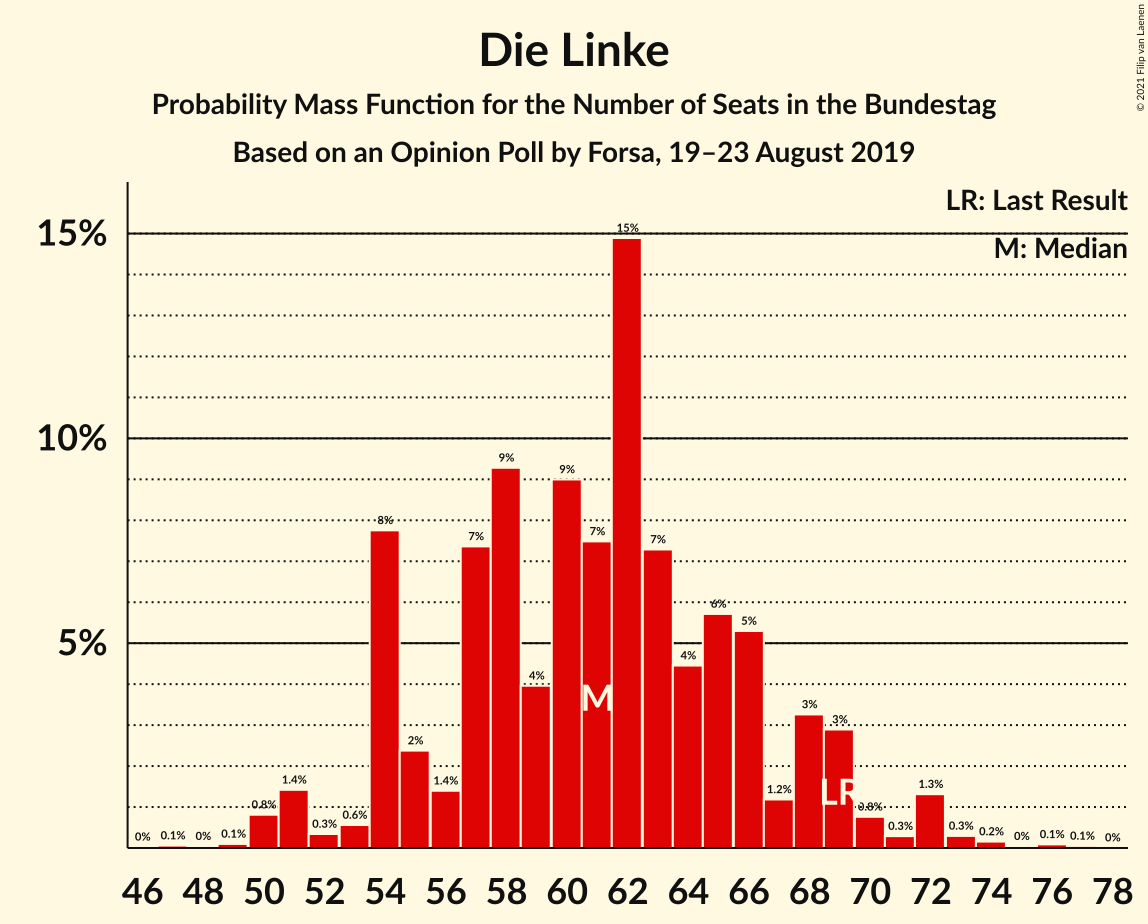 Die Linke
Probability Mass Function for the Number of Seats in the Bundestag
Based on an Opinion Poll by Forsa, 19–23 August 2019
© 2021 Filip van Laenen
LR: Last Result
M: Median
15%
10%
5%
0% 0.1% 0% 0.1% 0.8% 1.4% 0.3% 0.6% 8% 2% 1.4% 7% 9% 4% 9% 7% 15% 7% 4% 6% 5% 1.2% 3% 3% 0.8% 0.3% 1.3% 0.3% 0.2% 0% 0.1% 0.1% 0%
M
LR
46 48 50 52 54 56 58 60 62 64 66 68 70 72 74 76 78